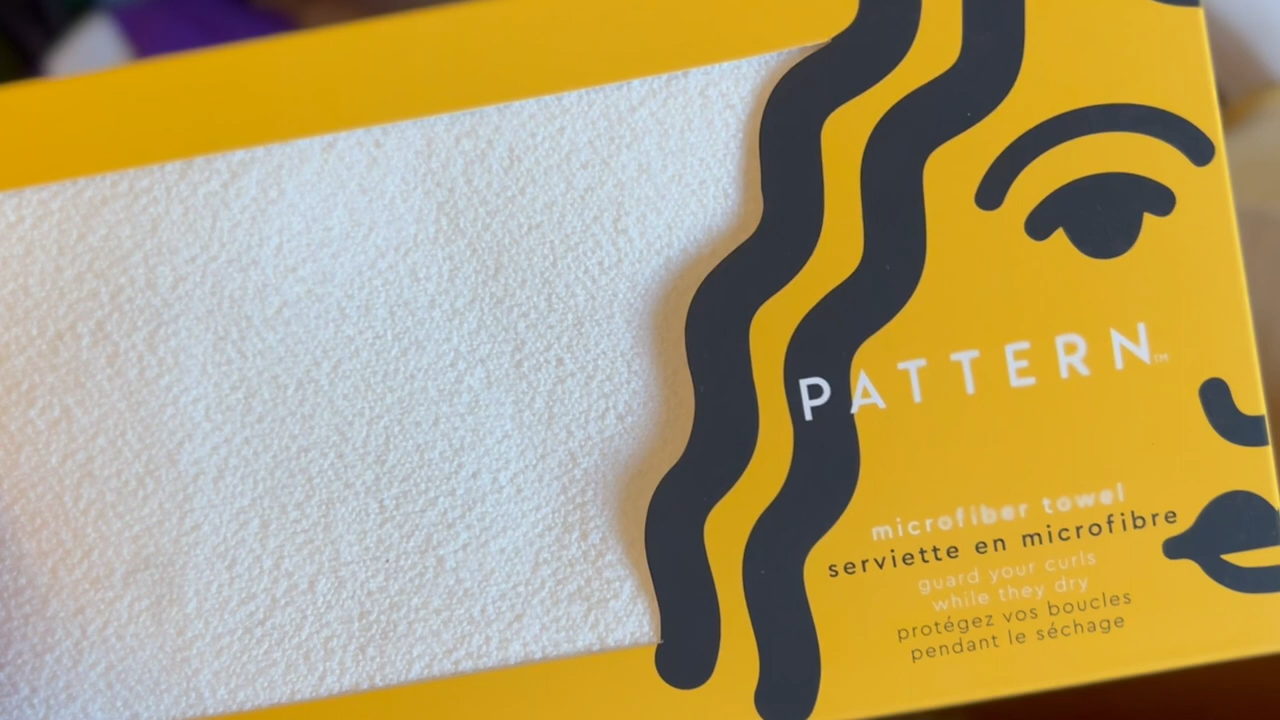 PATTERN™
microfiber towel
serviette en microfibre
guard your curls
while they dry
protégez vos boucles
pendant le séchage